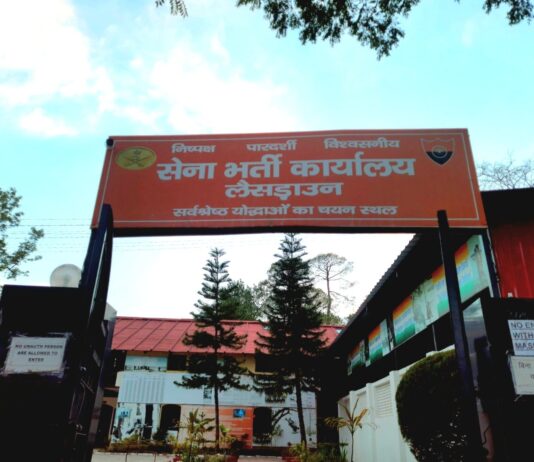 निष्पक्ष पारदर्शी विश्वसनीय
सेना भर्ती कार्यालय
लैंसडाउन
सर्वश्रेष्ठ योद्धाओं का चयन स्थल
NO UNAUTH PERSON
ARE ALLOWED TO
ENTER
NO EN
WITH
MAS
बिना